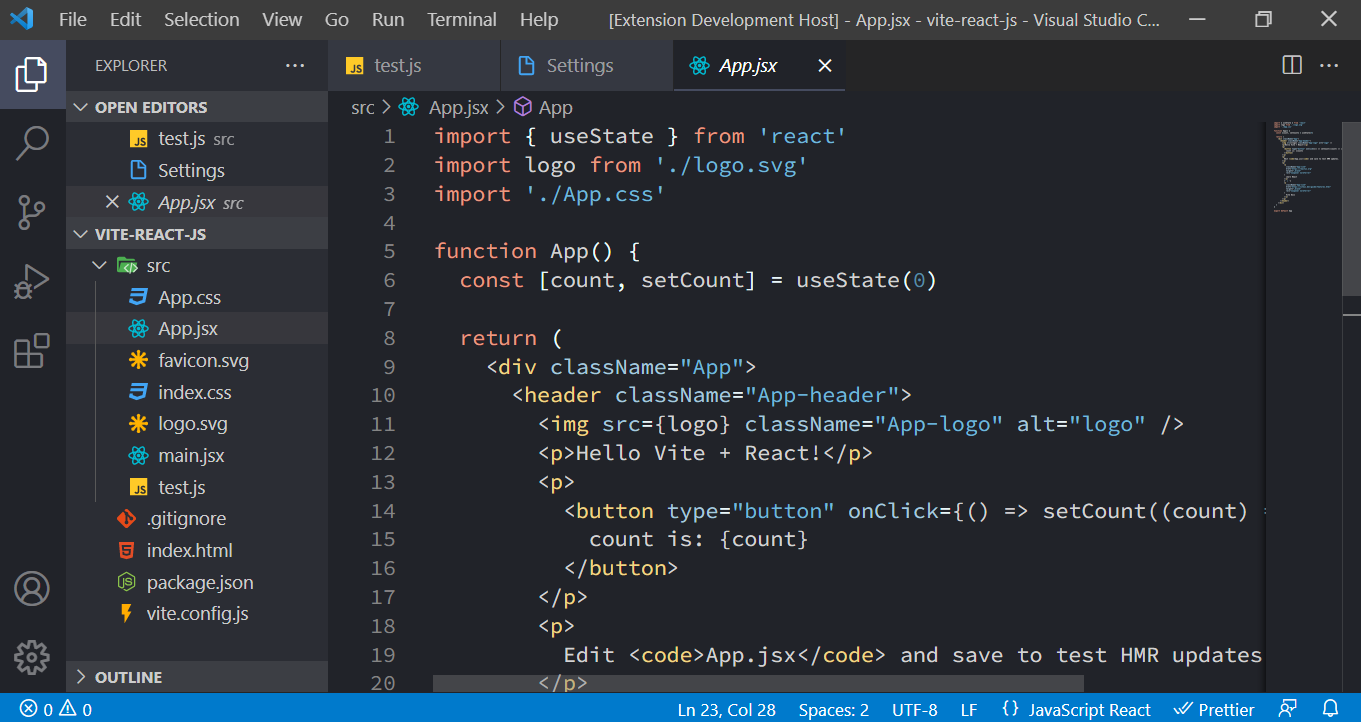 File Edit Selection View Go Run Terminal Help [Extension Development Host] - App.jsx - vite-react-js - Visual Studio C...
EXPLORER
test.js
Settings
App.jsx
OPEN EDITORS
test.js src
Settings
App.jsx src
VITE-REACT-JS
src
App.css
App.jsx
favicon.svg
index.css
logo.svg
main.jsx
test.js
.gitignore
index.html
package.json
vite.config.js
OUTLINE
src > App.jsx > App
1 import { useState } from 'react'
2 import logo from './logo.svg'
3 import './App.css'
4
5 function App() {
6 const [count, setCount] = useState(0)
7
8 return (
9 <div className="App">
10 <header className="App-header">
11 <img src={logo} className="App-logo" alt="logo" />
12 <p>Hello Vite + React!</p>
13 <p>
14 <button type="button" onClick={() => setCount((count) =
15 count is: {count}
16 </button>
17 </p>
18 <p>
19 Edit <code>App.jsx</code> and save to test HMR updates
20 </p>
0 0 Ln 23, Col 28 Spaces: 2 UTF-8 LF {} JavaScript React Prettier